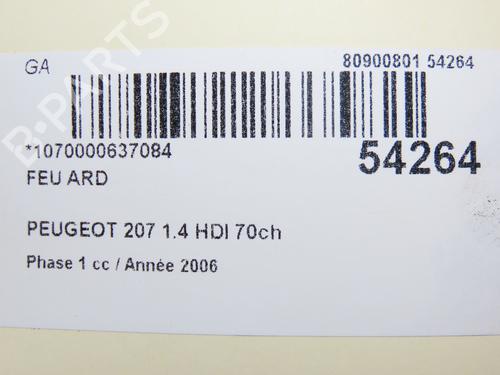 GA 80900801 54264
*1070000637084 54264
FEU ARD
PEUGEOT 207 1.4 HDI 70ch
Phase 1 cc / Année 2006
B-PARTS